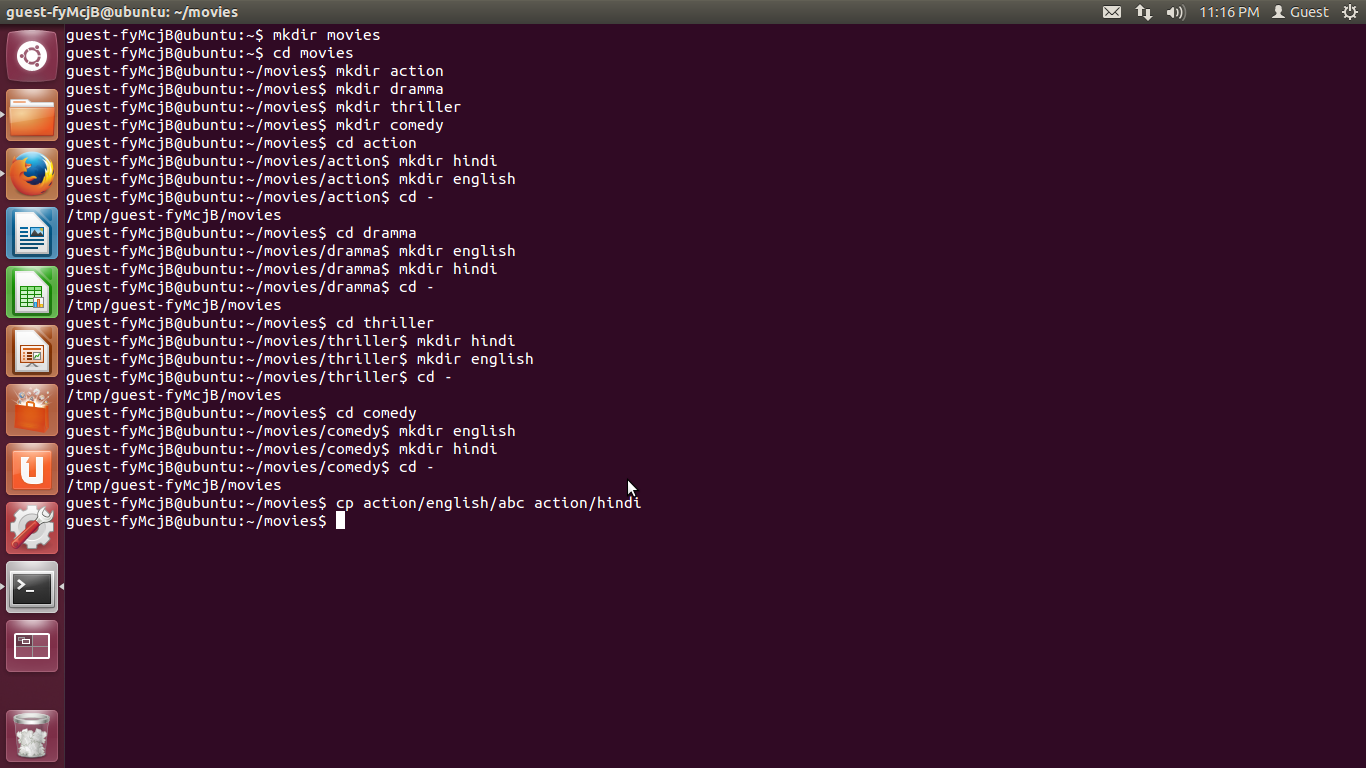 guest-fyMcjB@ubuntu: ~/movies
11:16 PM
Guest
guest-fyMcjB@ubuntu:~$ mkdir movies
guest-fyMcjB@ubuntu:~$ cd movies
guest-fyMcjB@ubuntu:~/movies$ mkdir action
guest-fyMcjB@ubuntu:~/movies$ mkdir dramma
guest-fyMcjB@ubuntu:~/movies$ mkdir thriller
guest-fyMcjB@ubuntu:~/movies$ mkdir comedy
guest-fyMcjB@ubuntu:~/movies$ cd action
guest-fyMcjB@ubuntu:~/movies/action$ mkdir hindi
guest-fyMcjB@ubuntu:~/movies/action$ mkdir english
guest-fyMcjB@ubuntu:~/movies/action$ cd -
/tmp/guest-fyMcjB/movies
guest-fyMcjB@ubuntu:~/movies$ cd dramma
guest-fyMcjB@ubuntu:~/movies/dramma$ mkdir english
guest-fyMcjB@ubuntu:~/movies/dramma$ mkdir hindi
guest-fyMcjB@ubuntu:~/movies/dramma$ cd -
/tmp/guest-fyMcjB/movies
guest-fyMcjB@ubuntu:~/movies$ cd thriller
guest-fyMcjB@ubuntu:~/movies/thriller$ mkdir hindi
guest-fyMcjB@ubuntu:~/movies/thriller$ mkdir english
guest-fyMcjB@ubuntu:~/movies/thriller$ cd -
/tmp/guest-fyMcjB/movies
guest-fyMcjB@ubuntu:~/movies$ cd comedy
guest-fyMcjB@ubuntu:~/movies/comedy$ mkdir english
guest-fyMcjB@ubuntu:~/movies/comedy$ mkdir hindi
guest-fyMcjB@ubuntu:~/movies/comedy$ cd -
/tmp/guest-fyMcjB/movies
guest-fyMcjB@ubuntu:~/movies$ cp action/english/abc action/hindi
guest-fyMcjB@ubuntu:~/movies$